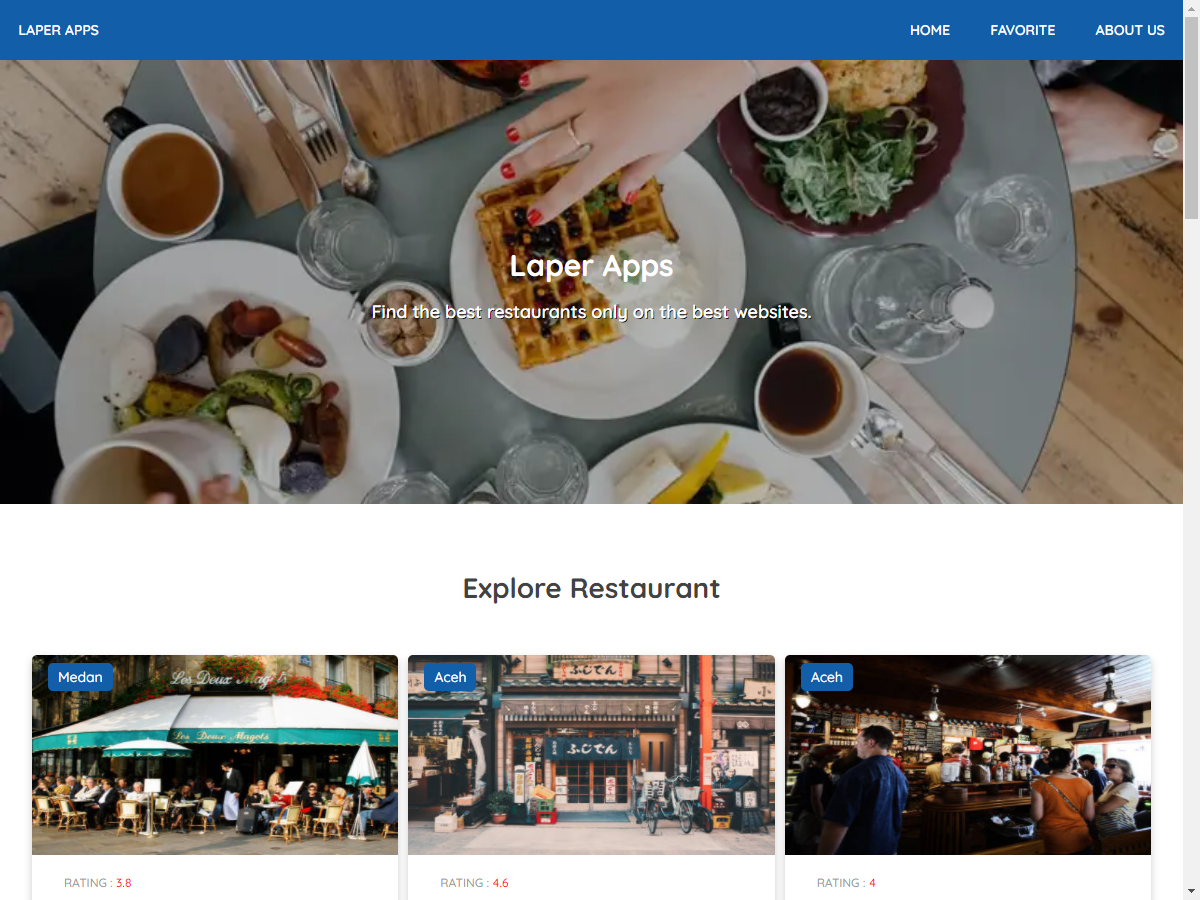 LAPER APPS
HOME FAVORITE ABOUT US
Laper Apps
Find the best restaurants only on the best websites.
Explore Restaurant
Medan
Les Deux Magots
Les Deux Magots
Aceh
ふじでん
ふじでん
Aceh
RATING : 3.8
RATING : 4.6
RATING : 4